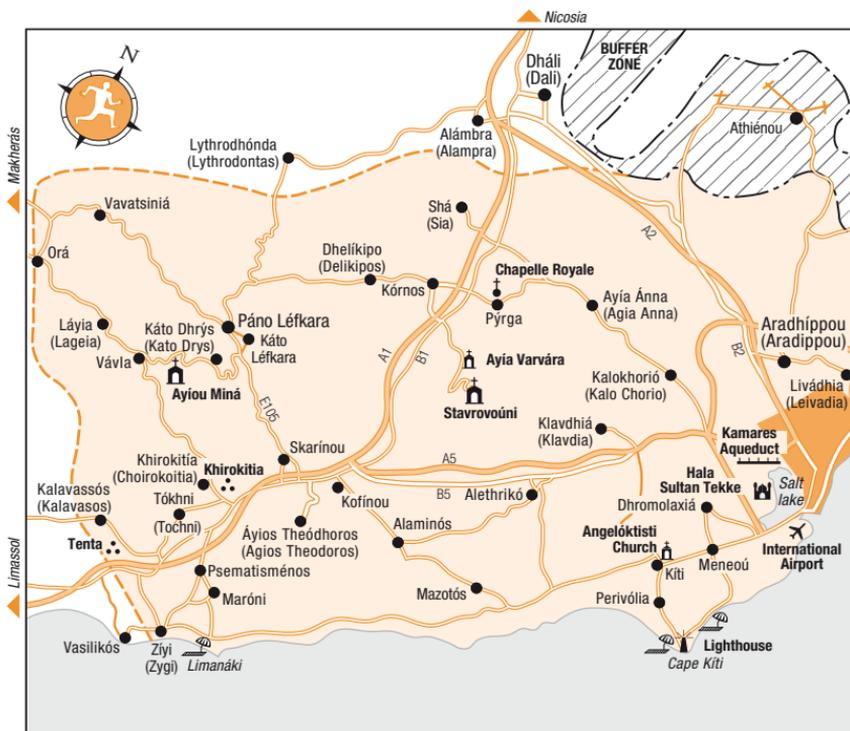 Nicosia
N
BUFFER
ZONE
Dháli
(Dali)
Athiénou
Makherás
Lythrodhónda
(Lythrodontas)
Alámbra
(Alampra)
Vavatsiniá
Shá
(Sia)
A2
Orá
Dhelíkipo
(Delikipos)
Kórnos
Chapelle Royale
Pýrga
Ayía Ánna
(Agia Anna)
Láyia
(Lageia)
Káto Dhrýs
(Kato Drys)
Páno Léfkara
Káto
Léfkara
Vávla
Ayíou Miná
A1
B1
Ayía Varvára
Stavrovoúni
B2
Aradhíppou
(Aradippou)
Kalokhorió
(Kalo Chorio)
Livádhia
(Leivadia)
E105
Klavdhiá
(Klavdia)
Kamares
Aqueduct
Skarínou
Khirokitía
(Choirokoitia)
Khirokitia
A5
B5
Hala
Sultan Tekke
Salt
lake
Kalavassós
(Kalavasos)
Tókhni
(Tochni)
Kofínou
Alethrikó
Dhromolaxiá
Tenta
Áyios Theódhoros
(Agios Theodoros)
Alaminós
Angelóktisti
Church
International
Airport
Limassol
Psematisménos
Kíti
Meneoú
Maróni
Mazotós
Perivólia
Vasilikós
Zíyi
(Zygi)
Limanáki
Lighthouse
Cape Kíti